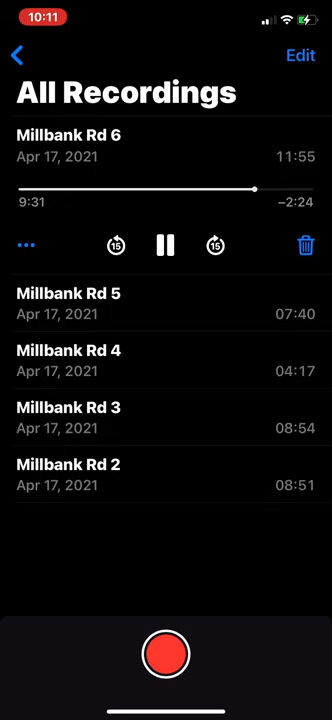 10:11
Edit
All Recordings
Millbank Rd 6
Apr 17, 2021 11:55
9:31 −2:24
15 15
Millbank Rd 5
Apr 17, 2021 07:40
Millbank Rd 4
Apr 17, 2021 04:17
Millbank Rd 3
Apr 17, 2021 08:54
Millbank Rd 2
Apr 17, 2021 08:51